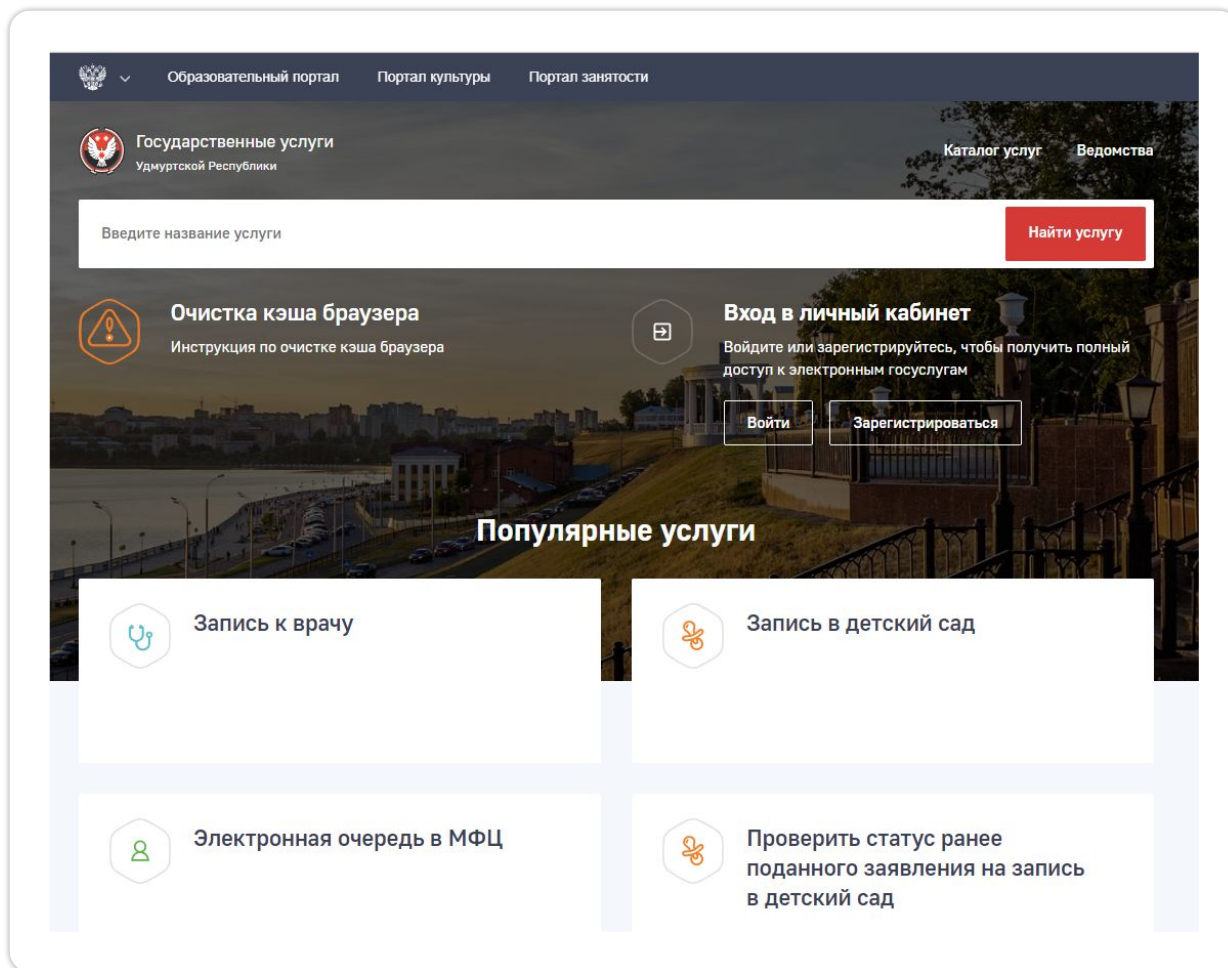 Образовательный портал
Портал культуры
Портал занятости
Государственные услуги
Удмуртской Республики
Каталог услуг
Ведомства
Введите название услуги
Найти услугу
Очистка кэша браузера
Инструкция по очистке кэша браузера
Вход в личный кабинет
Войдите или зарегистрируйтесь, чтобы получить полный
доступ к электронным госуслугам
Войти
Зарегистрироваться
Популярные услуги
Запись к врачу
Запись в детский сад
Электронная очередь в МФЦ
Проверить статус ранее
поданного заявления на запись
в детский сад